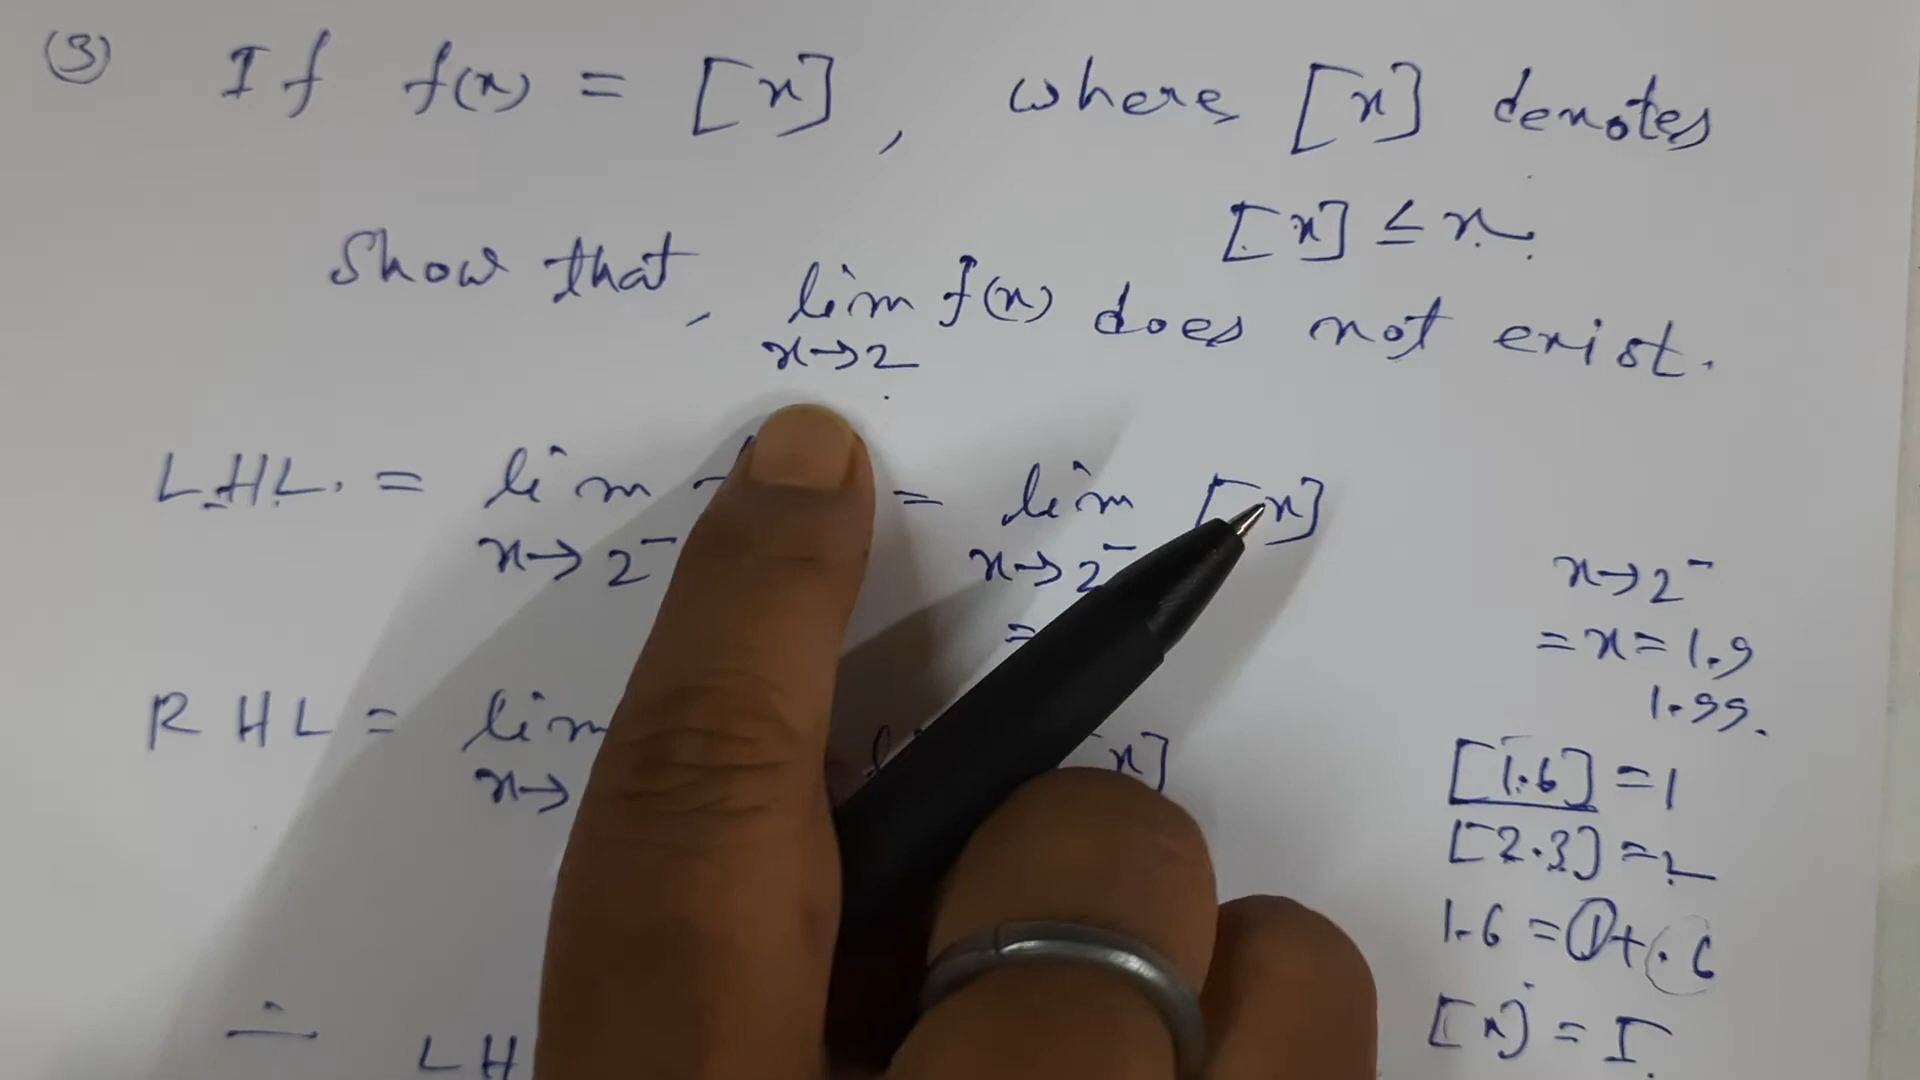 (3) If f(x) = [x], where [x] denotes
[x] ≤ x.
Show that, lim f(x) does not exist.
x→2
LHL. = lim = lim [x]
x→2⁻ x→2⁻
=
x→2⁻
= x = 1.9
1.99.
RHL = lim [x]
x→
[1.6] = 1
[2.3] = 2
1.6 = 1 + .6
[x] = I
∴ LH